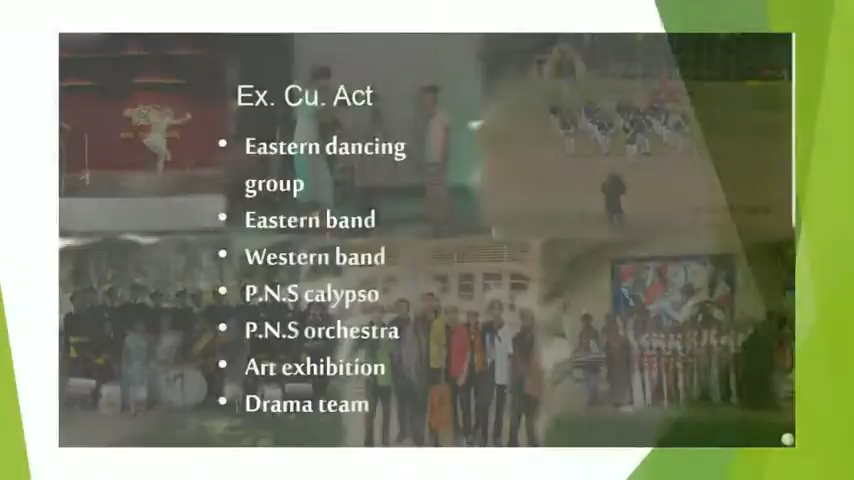 Ex. Cu. Act
• Eastern dancing
group
• Eastern band
• Western band
• P.N.S calypso
• P.N.S orchestra
• Art exhibition
• Drama team